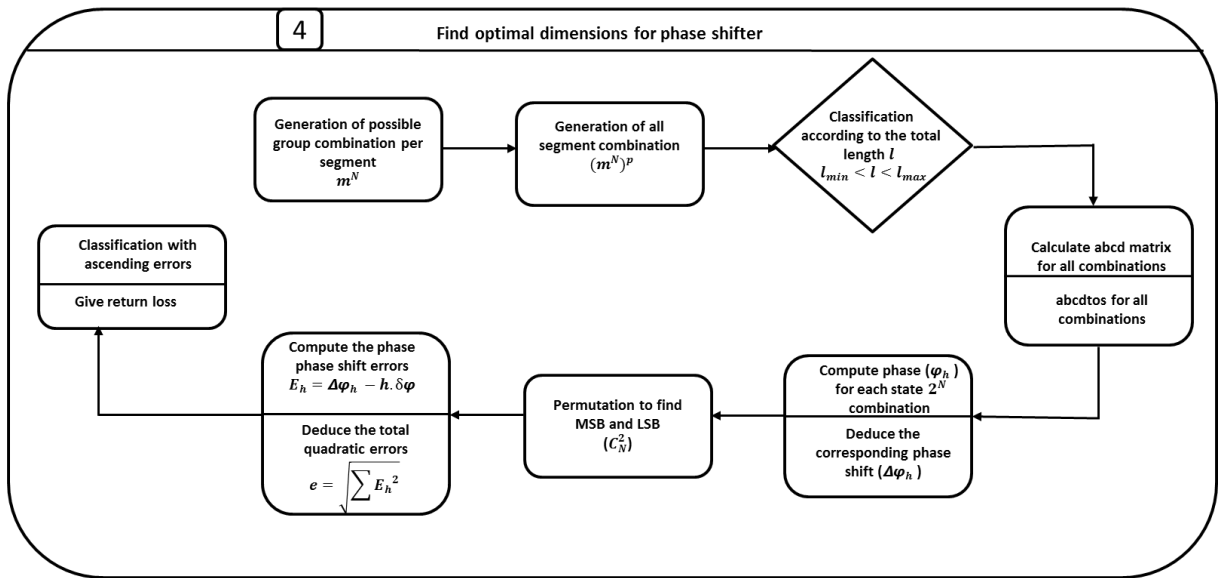 4
Find optimal dimensions for phase shifter
Generation of possible
group combination per
segment
m^N
Generation of all
segment combination
(m^N)^p
Classification
according to the total
length l
l_min < l < l_max
Calculate abcd matrix
for all combinations
abcdtos for all
combinations
Compute phase (φ_h)
for each state 2^N
combination
Deduce the
corresponding phase
shift (Δφ_h)
Permutation to find
MSB and LSB
(C_N^2)
Compute the phase
phase shift errors
E_h = Δφ_h − h.δφ
Deduce the total
quadratic errors
e = √∑ E_h^2
Classification with
ascending errors
Give return loss